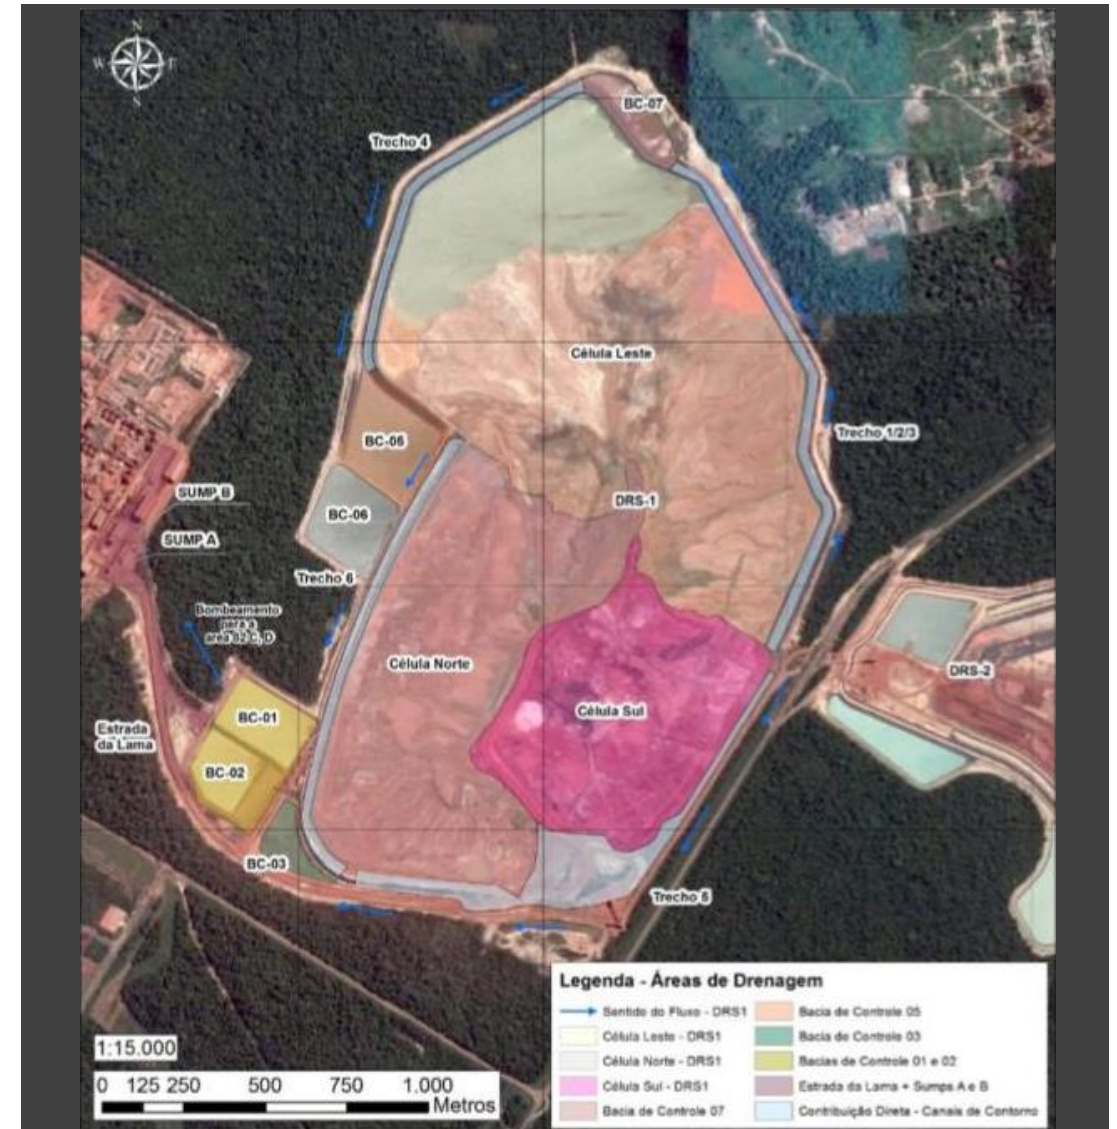 N
W
S
BC-07
Trecho 4
Célula Leste
Trecho 1/2/3
BC-05
SUMP B
DRS-1
BC-06
SUMP A
Trecho 6
Bombeamento
para a
área 02 C, D
Célula Norte
DRS-2
Célula Sul
BC-01
Estrada
da Lama
BC-02
BC-03
Trecho 5
Legenda - Áreas de Drenagem
Sentido do Fluxo - DRS1
Bacia de Controle 05
Célula Leste - DRS1
Bacia de Controle 03
Célula Norte - DRS1
Bacias de Controle 01 e 02
Célula Sul - DRS1
Estrada da Lama + Sumps A e B
Bacia de Controle 07
Contribuição Direta - Canais de Contorno
1:15.000
0 125 250 500 750 1.000
Metros